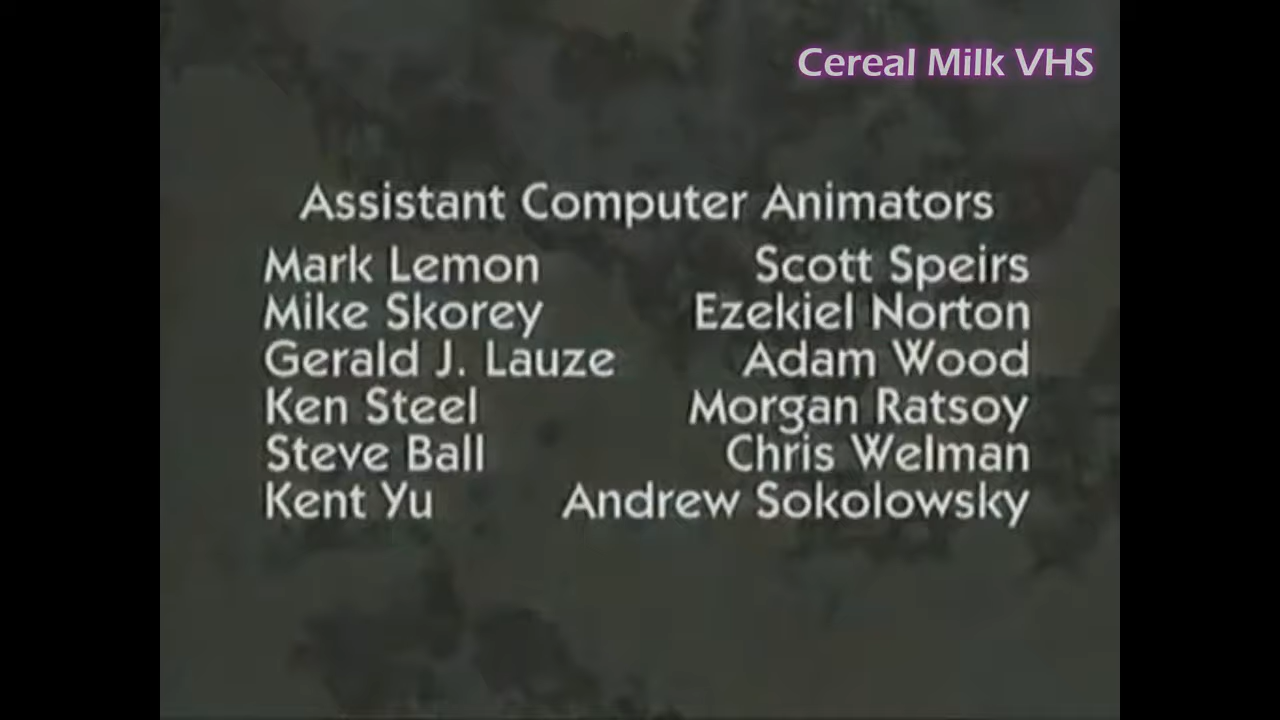 Cereal Milk VHS
Assistant Computer Animators
Mark Lemon Scott Speirs
Mike Skorey Ezekiel Norton
Gerald J. Lauze Adam Wood
Ken Steel Morgan Ratsoy
Steve Ball Chris Welman
Kent Yu Andrew Sokolowsky